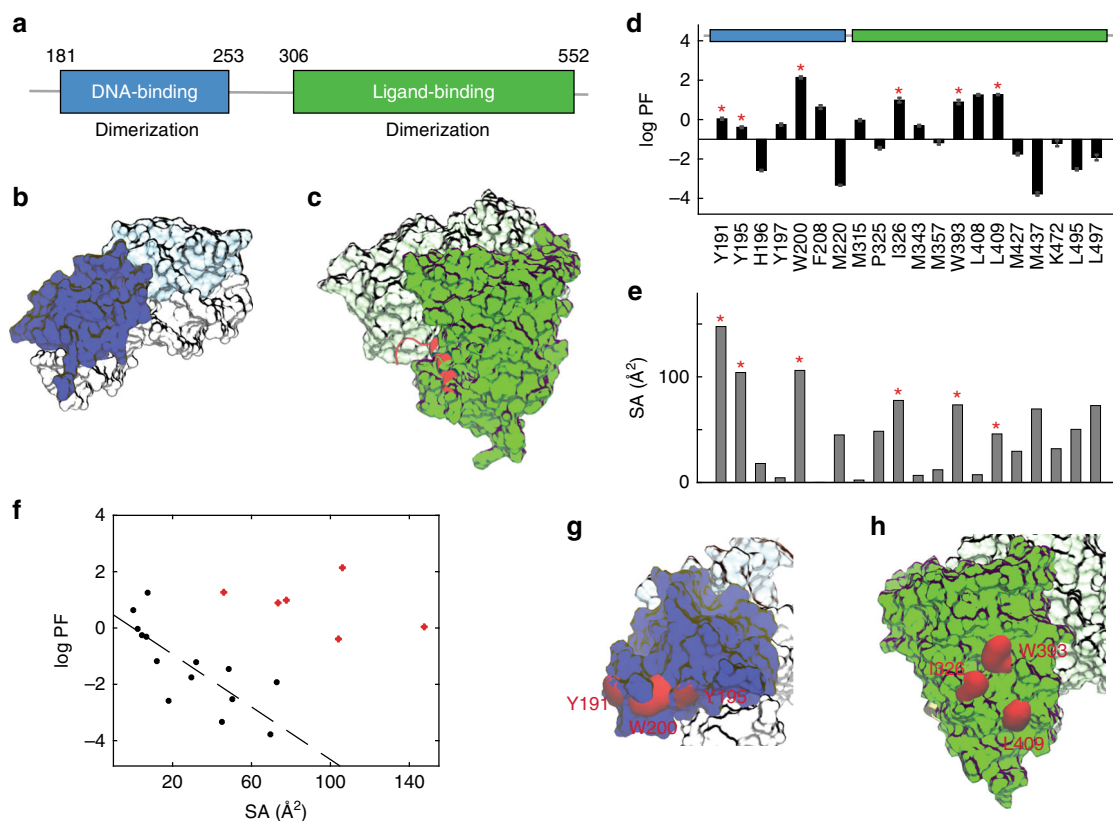 a
181 253 306 552
DNA-binding Ligand-binding
Dimerization Dimerization
b
c
d
4
2
0
−2
−4
log PF
* * * * * *
Y191 Y195 H196 Y197 W200 F208 M220 M315 P325 I326 M343 M357 W393 L408 L409 M427 M437 K472 L495 L497
e
100
0
SA (Å²)
* * * * * *
f
4
2
0
−2
−4
log PF
20 60 100 140
SA (Å²)
g
Y191
W200
Y195
h
W393
I326
L409